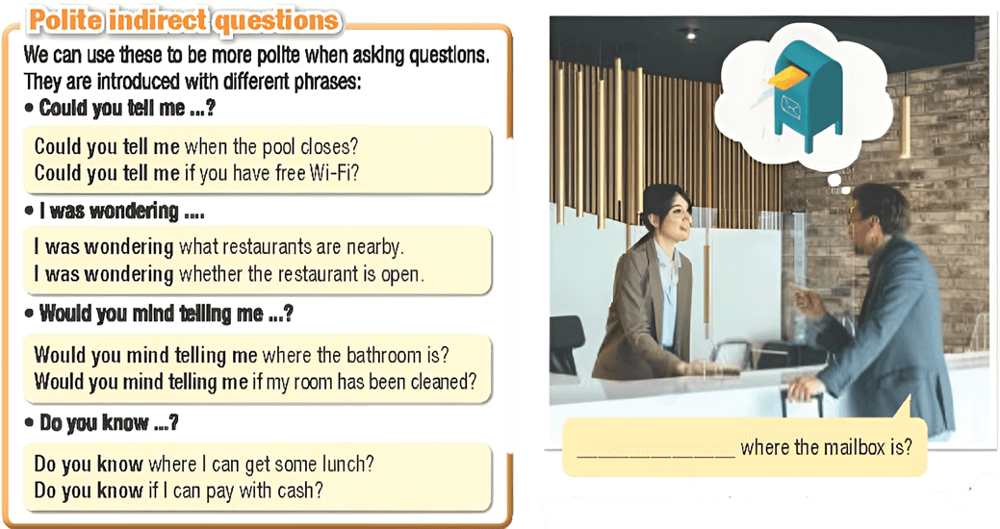 Polite indirect questions
We can use these to be more polite when asking questions.
They are introduced with different phrases:
• Could you tell me ...?
Could you tell me when the pool closes?
Could you tell me if you have free Wi-Fi?
• I was wondering ....
I was wondering what restaurants are nearby.
I was wondering whether the restaurant is open.
• Would you mind telling me ...?
Would you mind telling me where the bathroom is?
Would you mind telling me if my room has been cleaned?
• Do you know ...?
Do you know where I can get some lunch?
Do you know if I can pay with cash?
_______________ where the mailbox is?